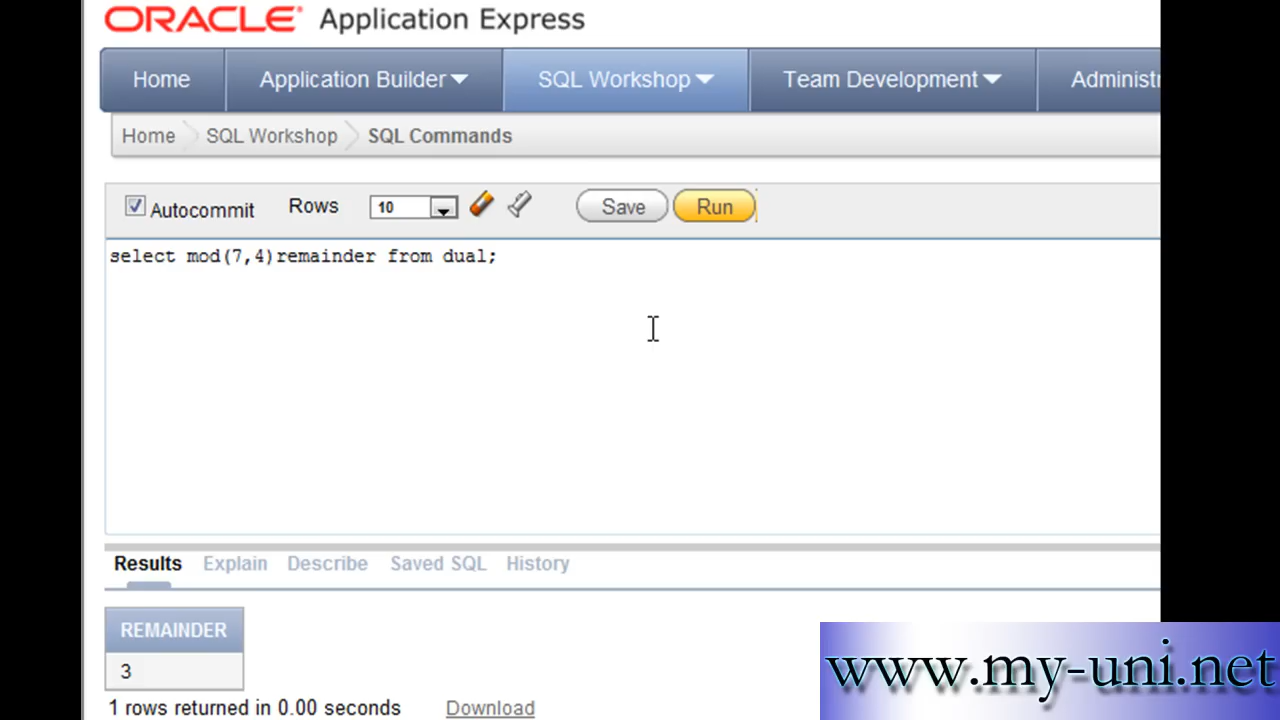 ORACLE Application Express
Home Application Builder SQL Workshop Team Development Administr
Home SQL Workshop SQL Commands
Autocommit Rows 10 Save Run
select mod(7,4)remainder from dual;
Results Explain Describe Saved SQL History
REMAINDER
3
1 rows returned in 0.00 seconds Download
www.my-uni.net